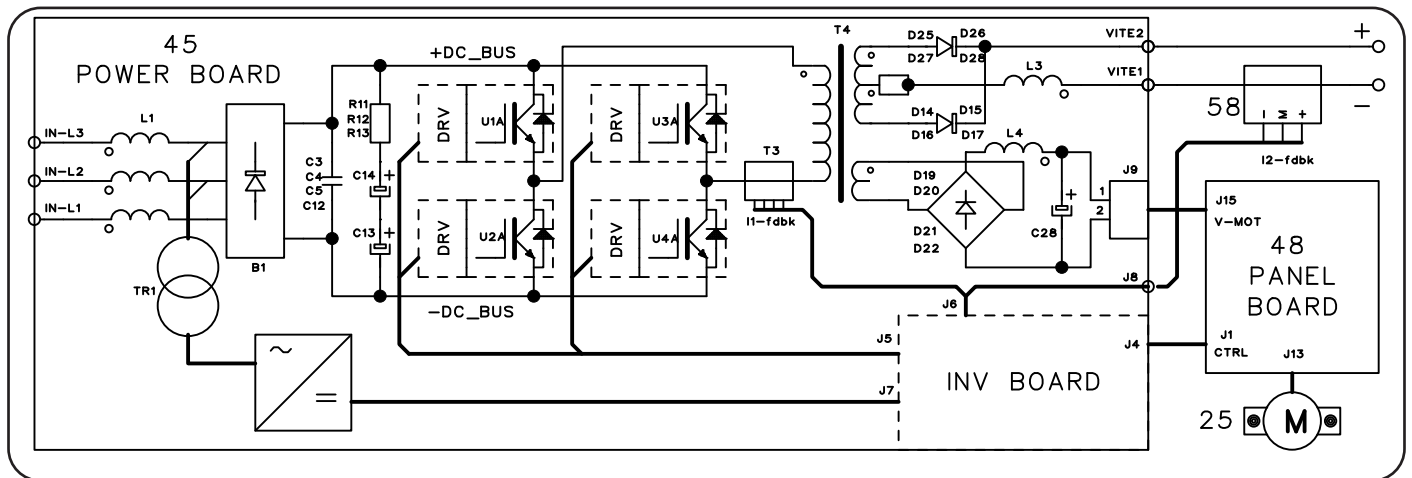 45
POWER BOARD
+DC_BUS
T4
D25 D26
D27 D28
VITE2
+
L3
VITE1
−
L1
IN-L3
IN-L2
IN-L1
R11
R12
R13
DRV
U1A
DRV
U3A
D14 D15
D16 D17
58
− M +
I2-fdbk
C3
C4
C5
C12
C14
T3
L4
J9
D19
D20
1
2
J15
V-MOT
C13
DRV
U2A
DRV
U4A
I1-fdbk
D21
D22
C28
B1
48
PANEL
BOARD
TR1
-DC_BUS
J6
J8
J5
J4
J1
CTRL
J13
~
=
J7
INV BOARD
25
M